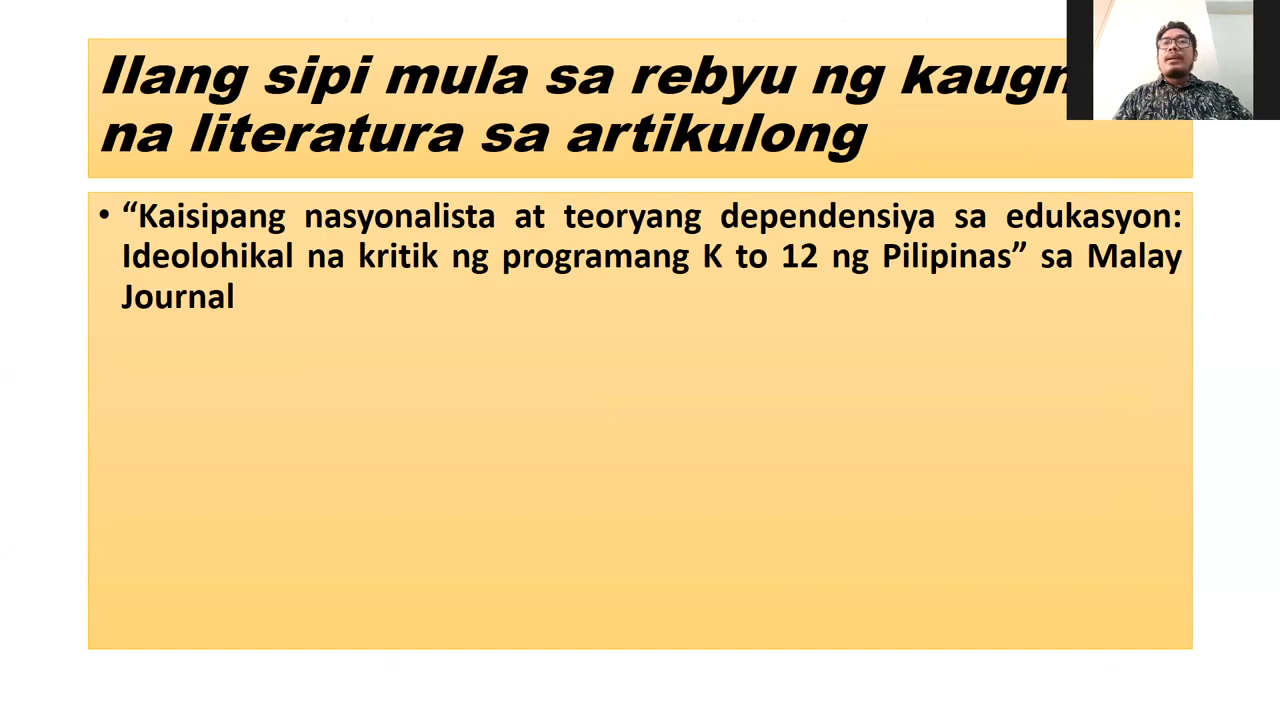 Ilang sipi mula sa rebyu ng
na literatura sa artikulong
• “Kaisipang nasyonalista at teoryang dependensiya sa edukasyon:
Ideolohikal na kritik ng programang K to 12 ng Pilipinas” sa Malay
Journal